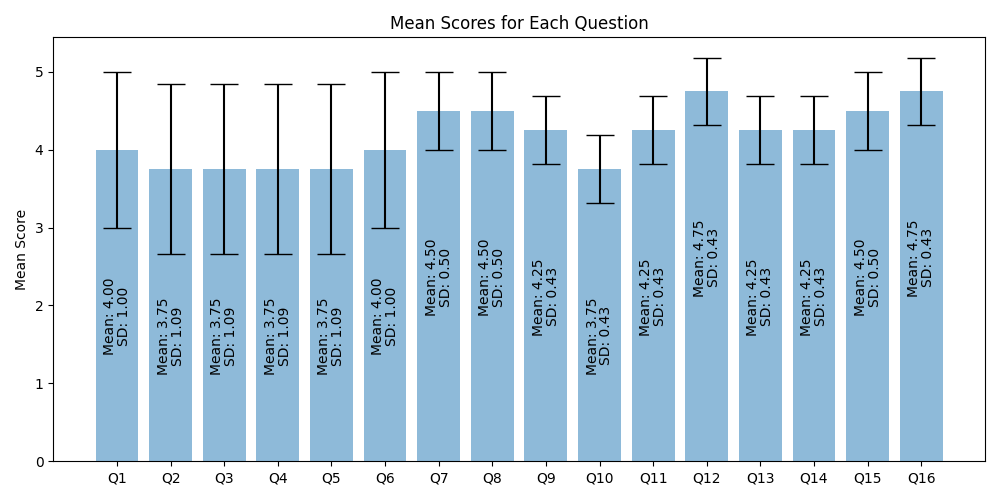 Mean Scores for Each Question
Mean Score
5
4
3
2
1
0
Mean: 4.00
SD: 1.00
Mean: 3.75
SD: 1.09
Mean: 3.75
SD: 1.09
Mean: 3.75
SD: 1.09
Mean: 3.75
SD: 1.09
Mean: 4.00
SD: 1.00
Mean: 4.50
SD: 0.50
Mean: 4.50
SD: 0.50
Mean: 4.25
SD: 0.43
Mean: 3.75
SD: 0.43
Mean: 4.25
SD: 0.43
Mean: 4.75
SD: 0.43
Mean: 4.25
SD: 0.43
Mean: 4.25
SD: 0.43
Mean: 4.50
SD: 0.50
Mean: 4.75
SD: 0.43
Q1 Q2 Q3 Q4 Q5 Q6 Q7 Q8 Q9 Q10 Q11 Q12 Q13 Q14 Q15 Q16